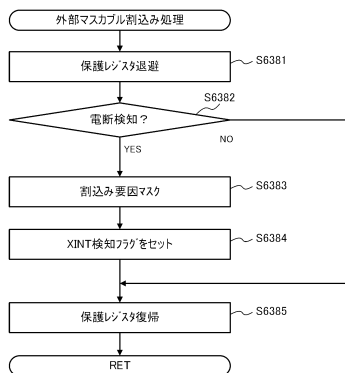 外部マスカブル割込み処理
保護レジスタ退避
S6381
電断検知？
S6382
YES
NO
割込み要因マスク
S6383
XINT検知フラグをセット
S6384
保護レジスタ復帰
S6385
RET